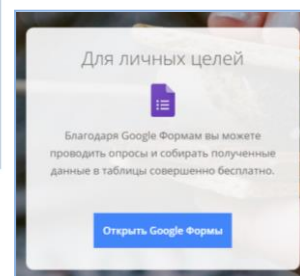 Для личных целей
Благодаря Google Формам вы можете
проводить опросы и собирать полученные
данные в таблицы совершенно бесплатно.
Открыть Google Формы